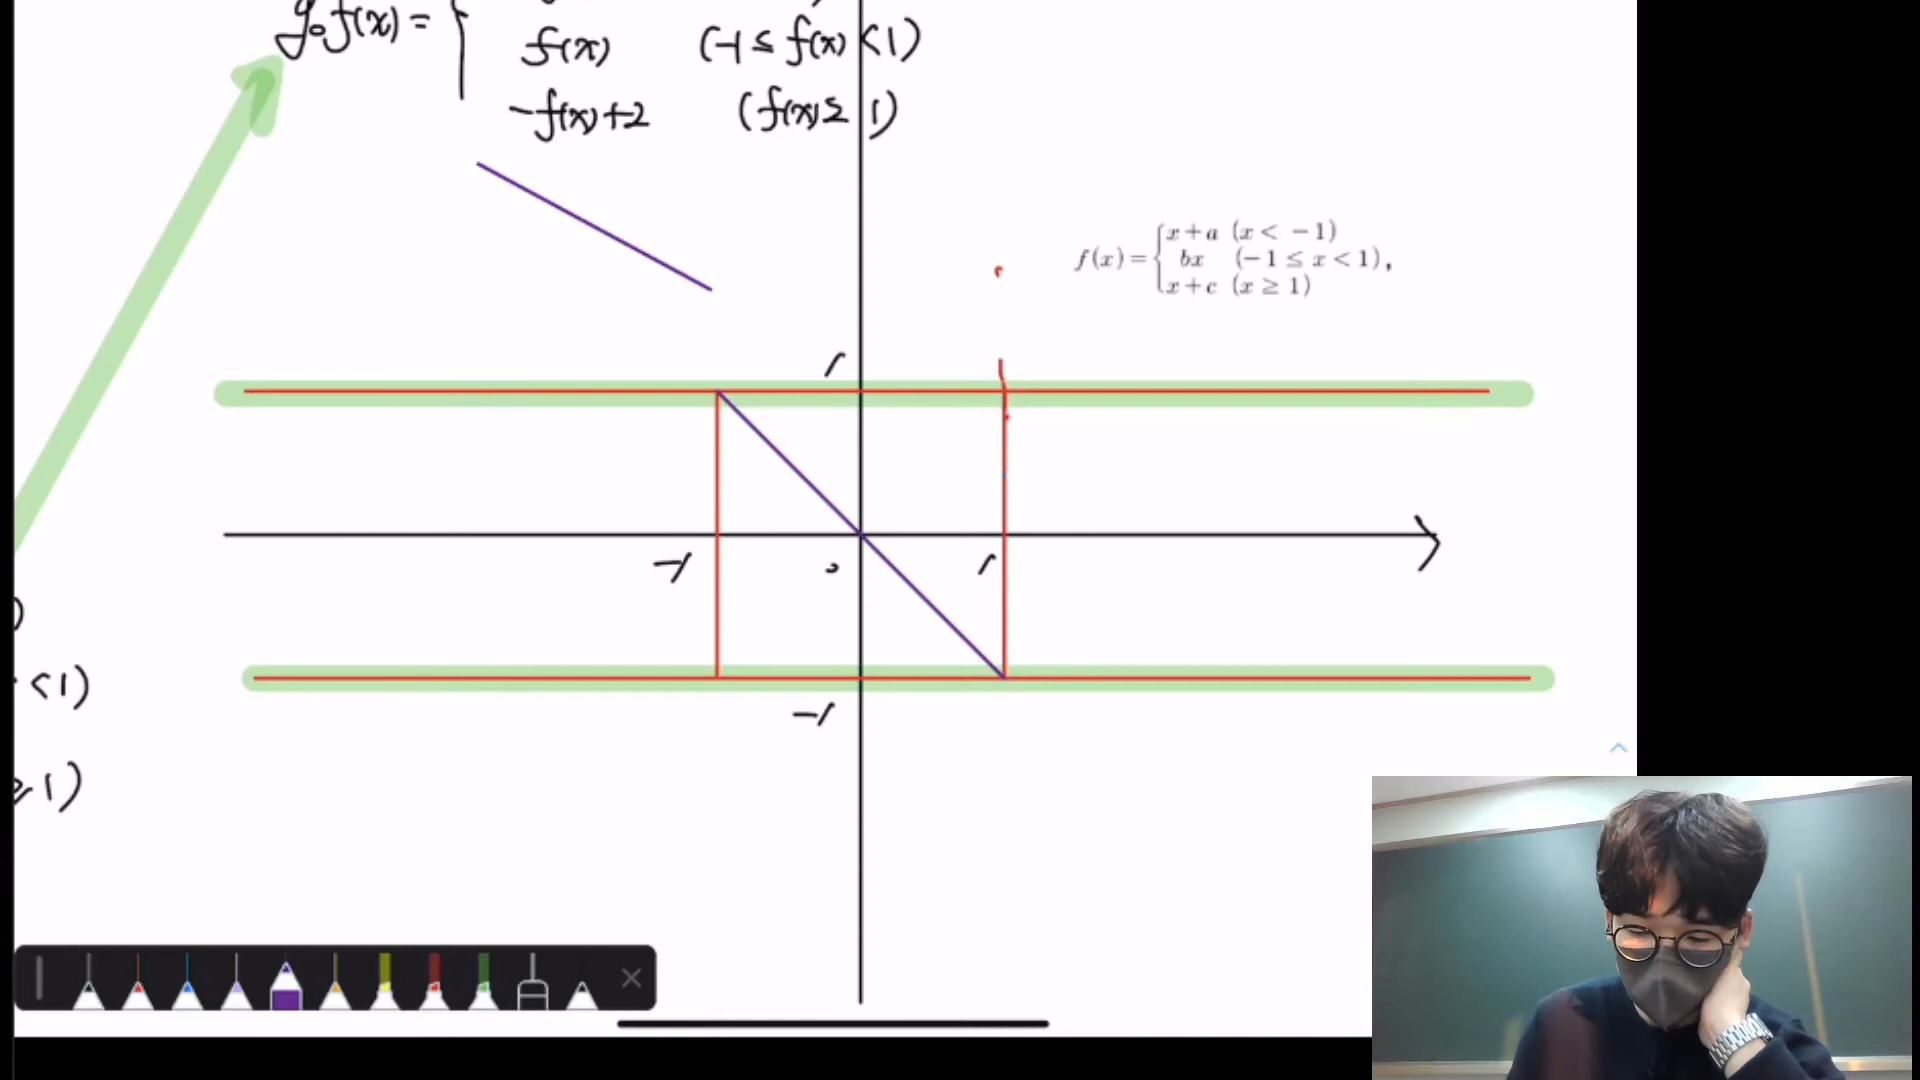 g∘f(x) = {
f(x) (-1 ≤ f(x) < 1)
-f(x)+2 (f(x) ≥ 1)
f(x) = { x+a (x < -1)
bx (-1 ≤ x < 1),
x+c (x ≥ 1)
1
-1 0 1
)
<1)
-1
≥1)